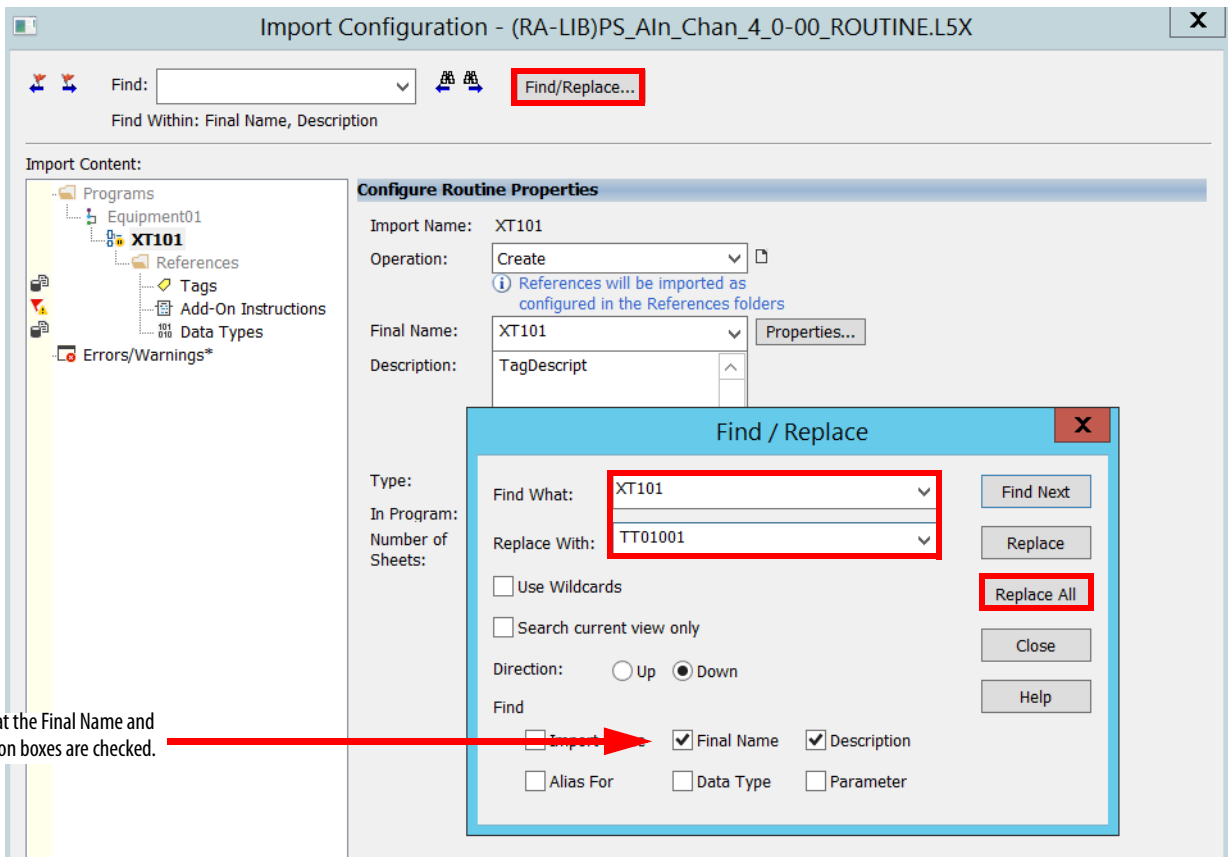 Import Configuration - (RA-LIB)PS_AIn_Chan_4_0-00_ROUTINE.L5X
X
Find:
Find/Replace...
Find Within: Final Name, Description
Import Content:
Programs
Equipment01
XT101
References
Tags
Add-On Instructions
Data Types
Errors/Warnings*
Configure Routine Properties
Import Name: XT101
Operation: Create
References will be imported as
configured in the References folders
Final Name: XT101 Properties...
Description: TagDescript
Type:
In Program:
Number of
Sheets:
Find / Replace
X
Find What: XT101 Find Next
Replace With: TT01001 Replace
Use Wildcards Replace All
Search current view only
Close
Direction: Up Down
Help
Find
at the Final Name and
on boxes are checked.
Import Final Name Description
Alias For Data Type Parameter